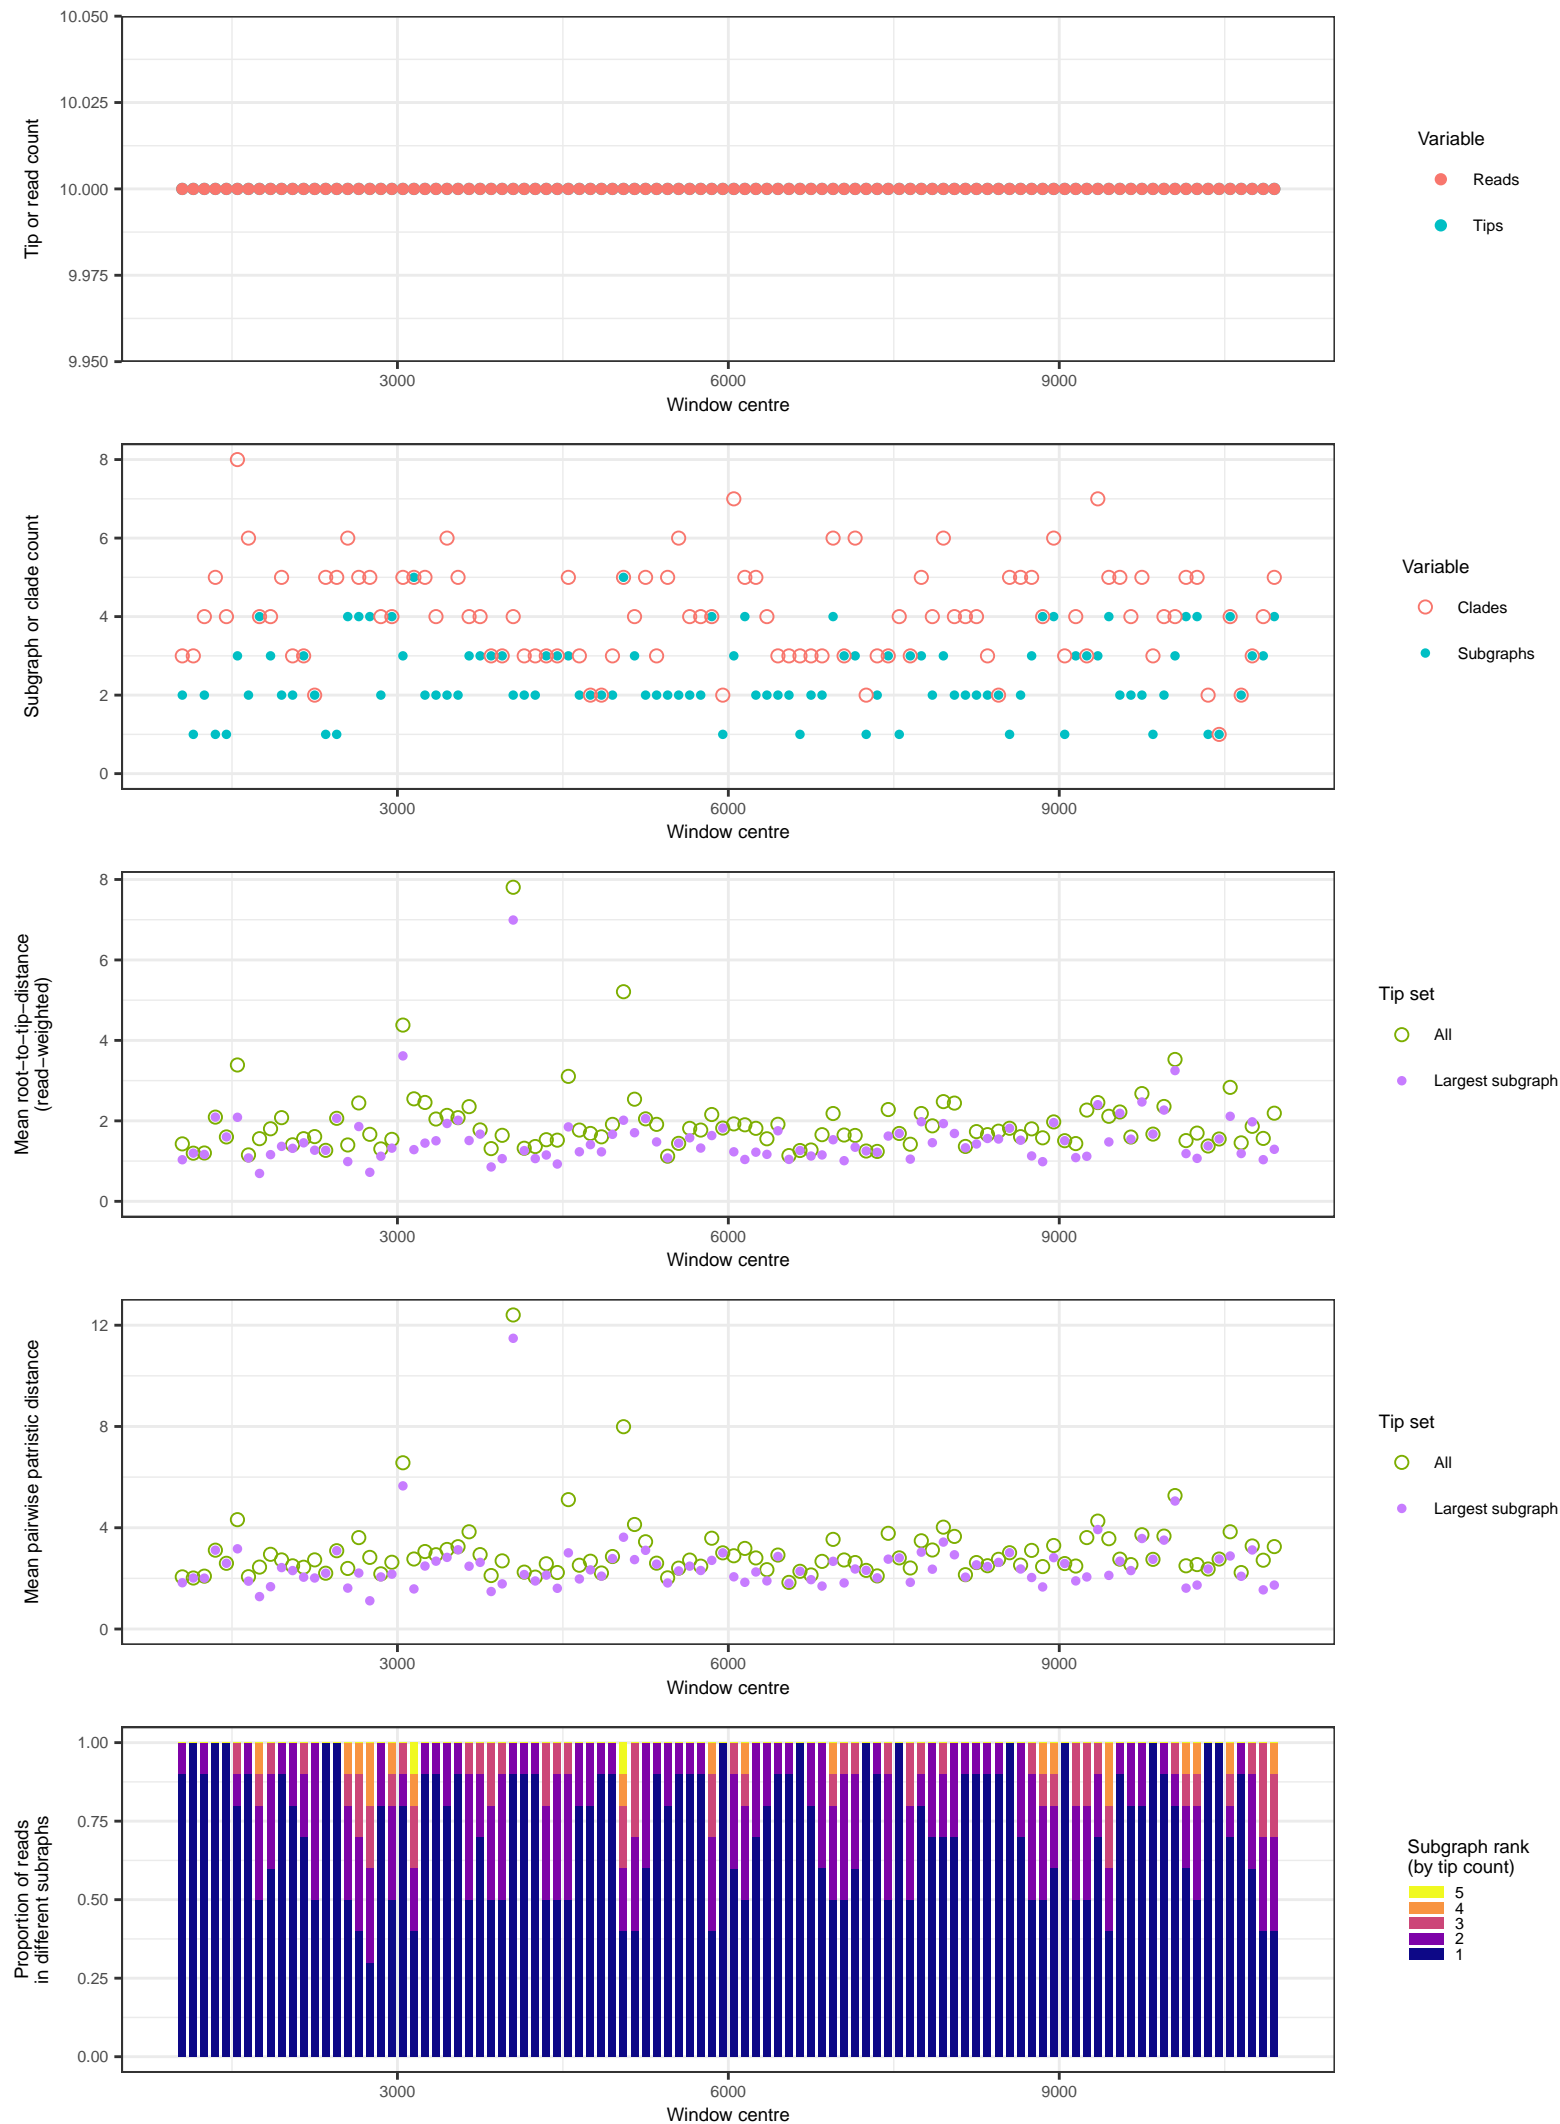 10.050
10.025
10.000
9.975
9.950
Tip or read count
3000 6000 9000
Window centre
Variable
Reads
Tips
8
6
4
2
0
Subgraph or clade count
3000 6000 9000
Window centre
Variable
Clades
Subgraphs
8
6
4
2
0
Mean root−to−tip−distance
(read−weighted)
3000 6000 9000
Window centre
Tip set
All
Largest subgraph
12
8
4
0
Mean pairwise patristic distance
3000 6000 9000
Window centre
Tip set
All
Largest subgraph
1.00
0.75
0.50
0.25
0.00
Proportion of reads
in different subraphs
3000 6000 9000
Window centre
Subgraph rank
(by tip count)
5
4
3
2
1